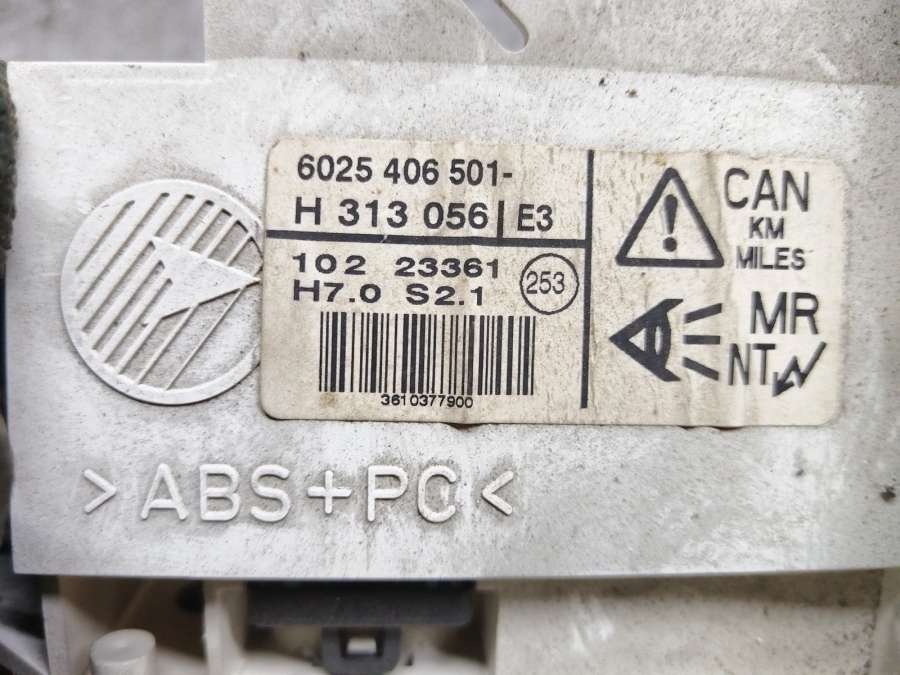 6025 406 501-
H 313 056 | E3
102 23361
H7.0 S2.1
253
3610377900
CAN
KM
MILES
MR
NT
>ABS+PC<